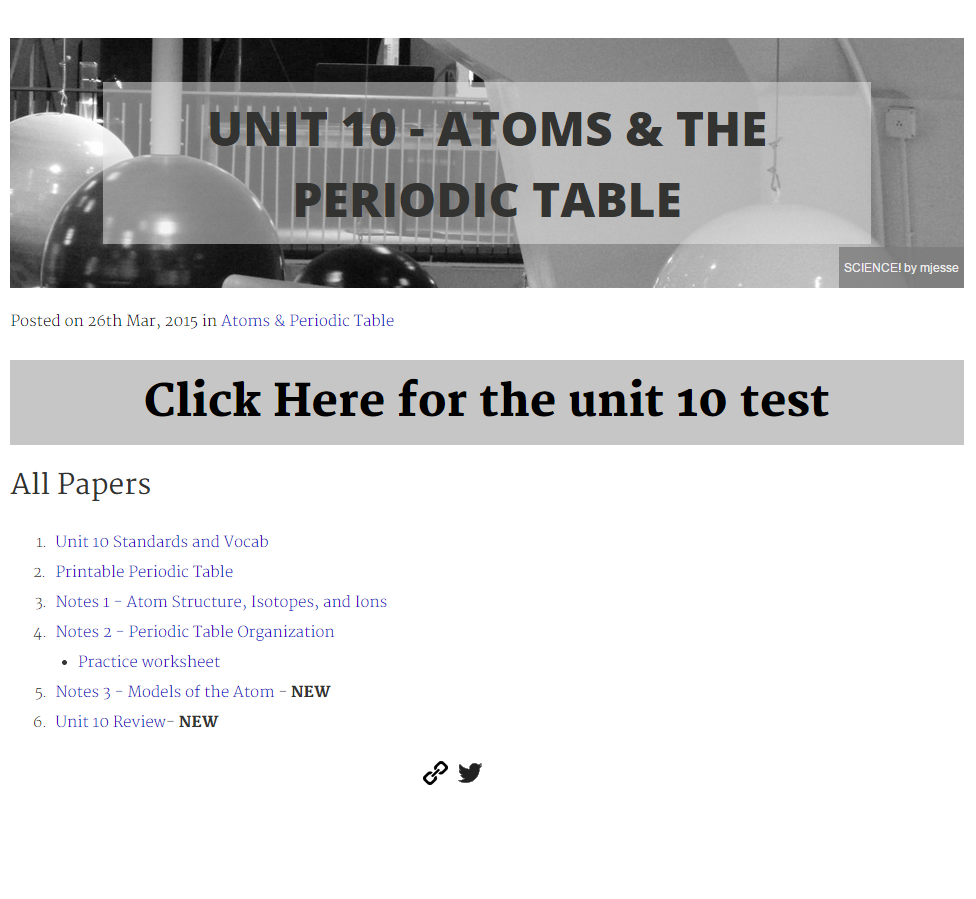 UNIT 10 - ATOMS & THE
PERIODIC TABLE
SCIENCE! by mjesse
Posted on 26th Mar, 2015 in Atoms & Periodic Table
Click Here for the unit 10 test
All Papers
1. Unit 10 Standards and Vocab
2. Printable Periodic Table
3. Notes 1 - Atom Structure, Isotopes, and Ions
4. Notes 2 - Periodic Table Organization
• Practice worksheet
5. Notes 3 - Models of the Atom - NEW
6. Unit 10 Review- NEW